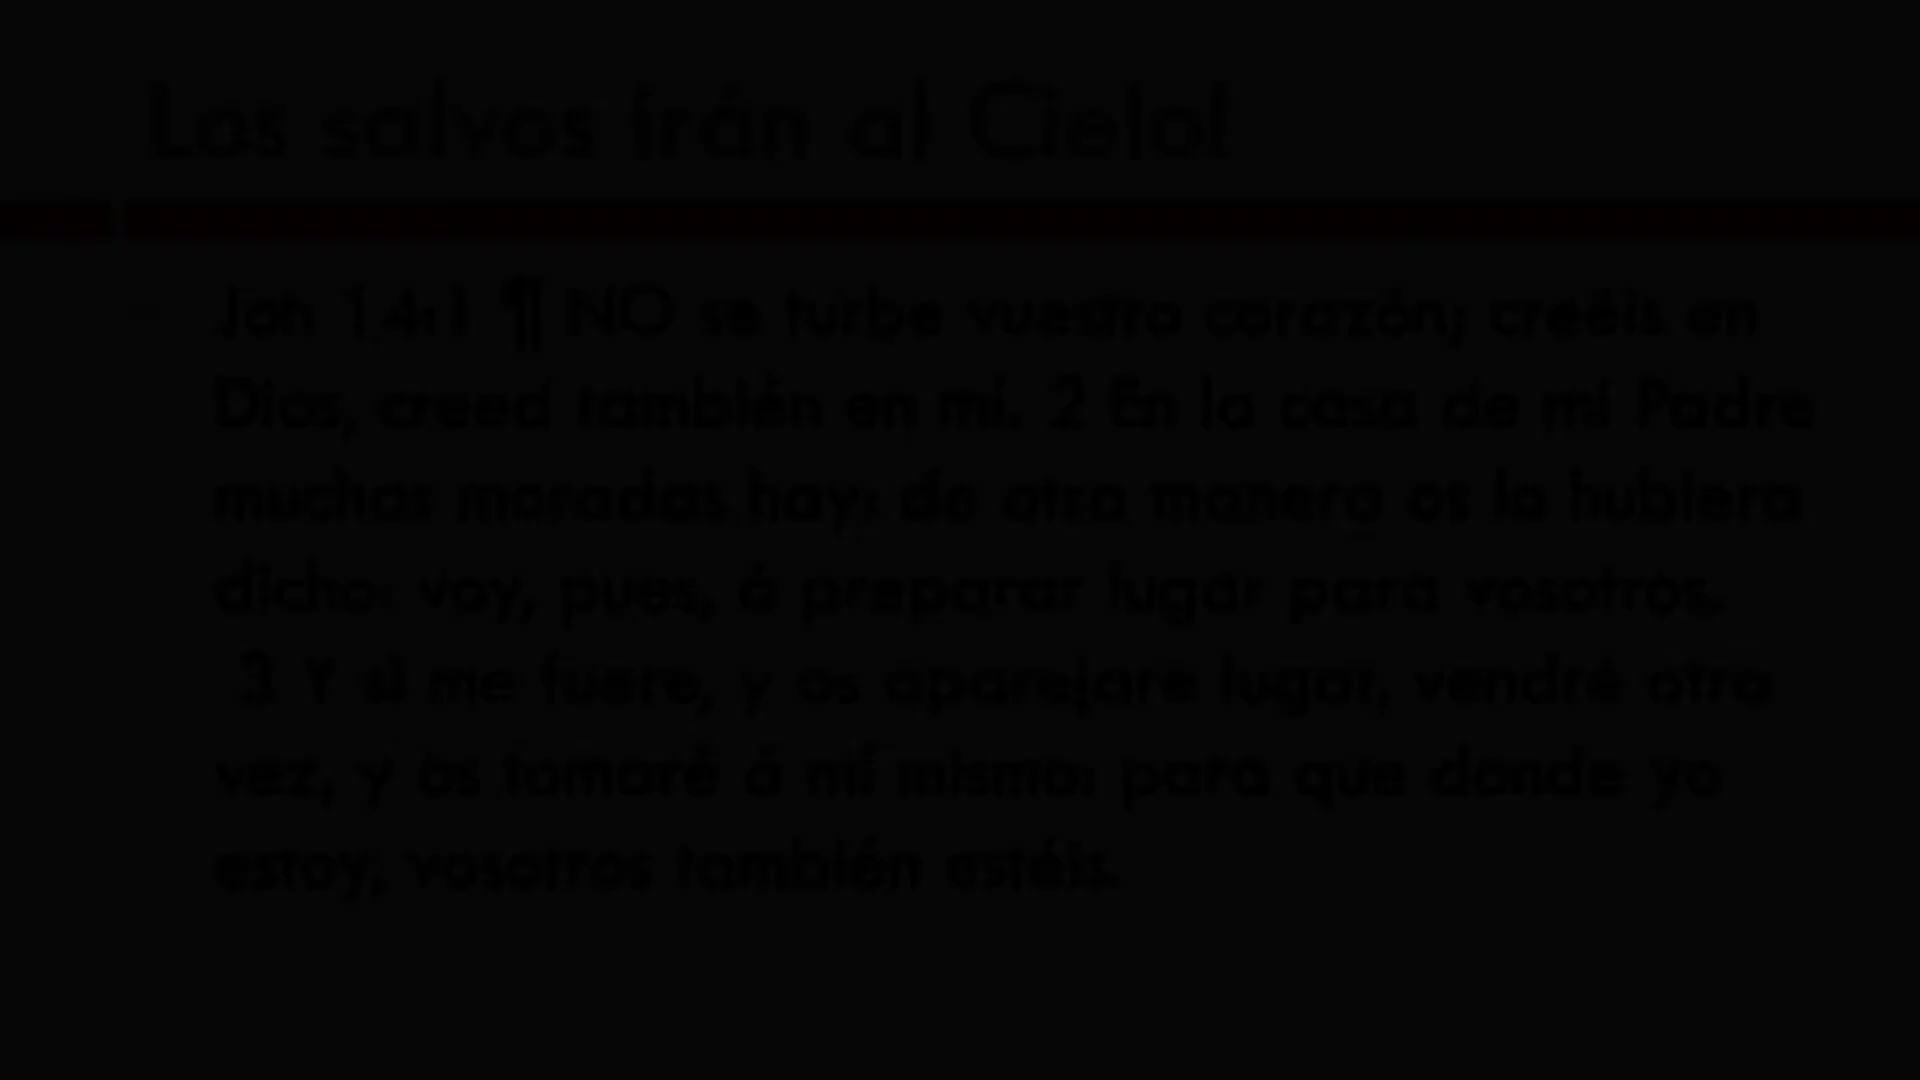 Los salvos irán al Cielo!
Joh 14:1 ¶ NO se turbe vuestro corazón; creéis en
Dios, creed también en mí. 2 En la casa de mi Padre
muchas moradas hay: de otra manera os lo hubiera
dicho: voy, pues, á preparar lugar para vosotros.
3 Y si me fuere, y os aparejare lugar, vendré otra
vez, y os tomaré á mí mismo: para que donde yo
estoy, vosotros también estéis.